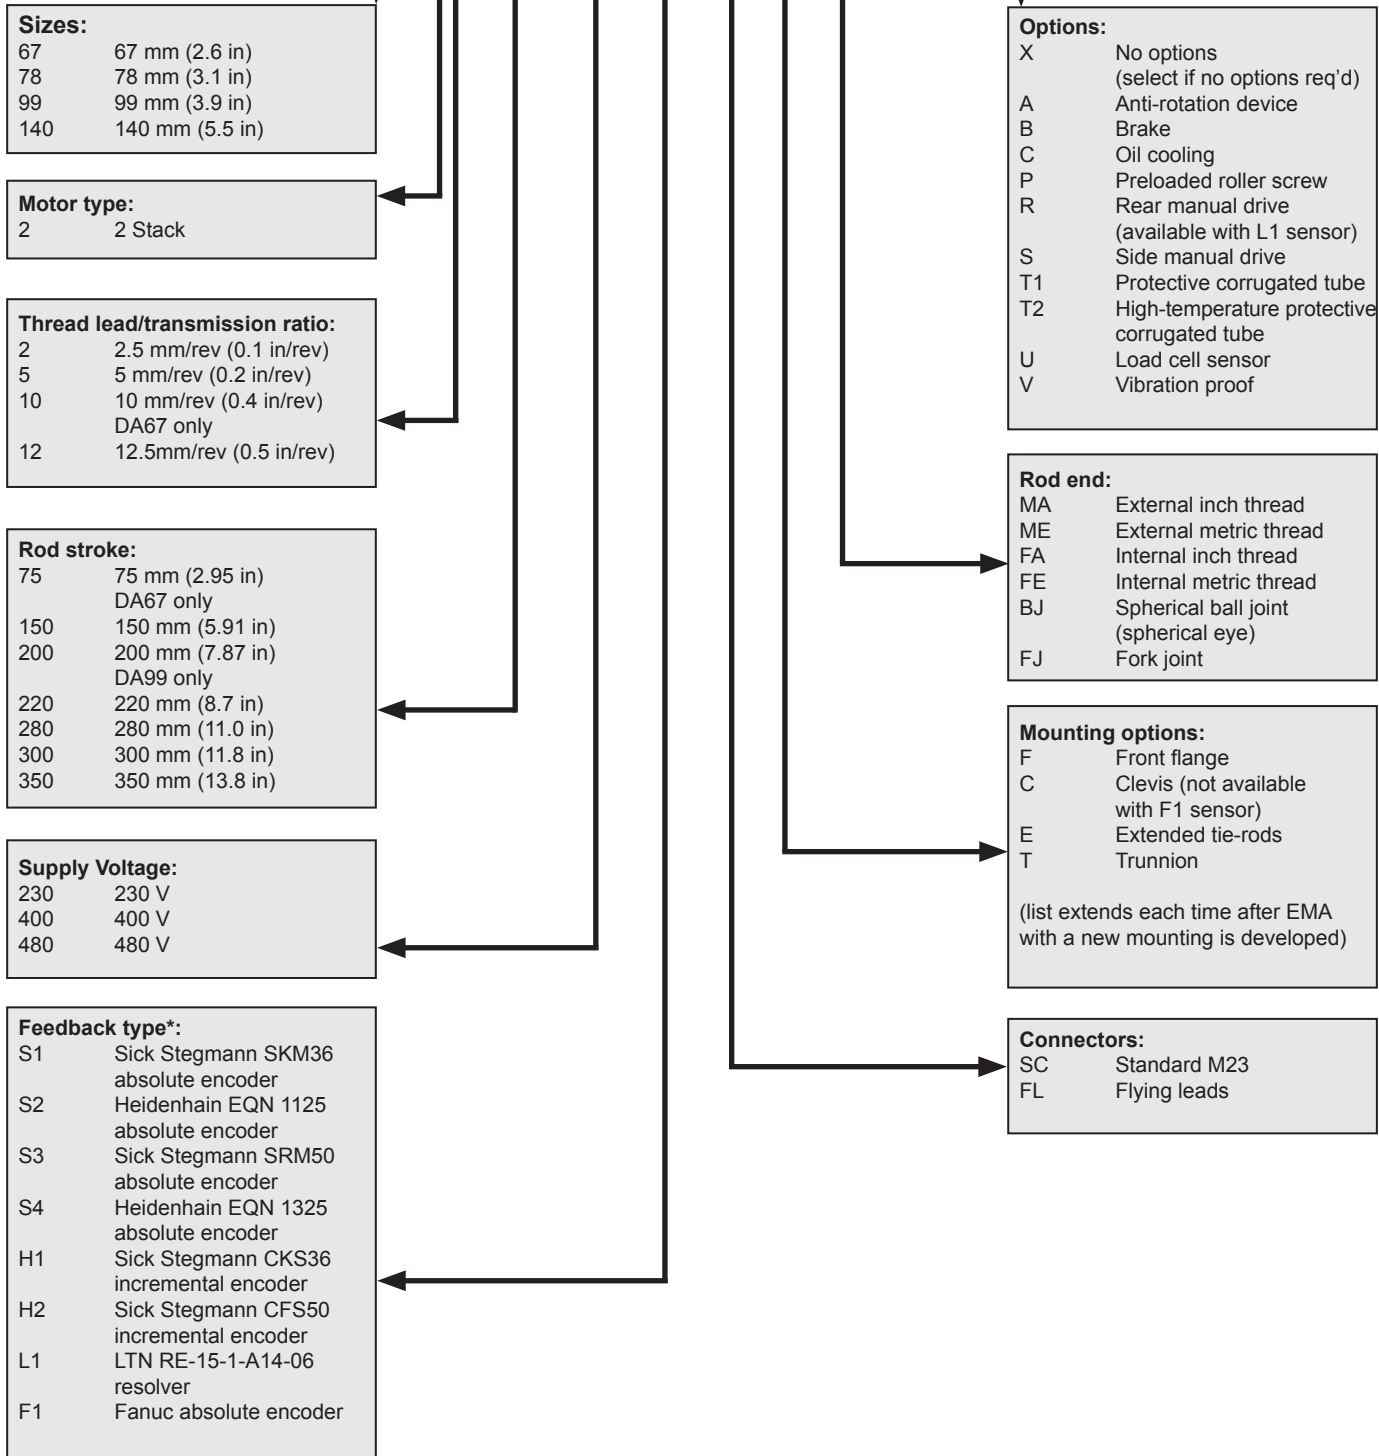 Sizes:
67 67 mm (2.6 in)
78 78 mm (3.1 in)
99 99 mm (3.9 in)
140 140 mm (5.5 in)
Motor type:
2 2 Stack
Thread lead/transmission ratio:
2 2.5 mm/rev (0.1 in/rev)
5 5 mm/rev (0.2 in/rev)
10 10 mm/rev (0.4 in/rev)
DA67 only
12 12.5mm/rev (0.5 in/rev)
Rod stroke:
75 75 mm (2.95 in)
DA67 only
150 150 mm (5.91 in)
200 200 mm (7.87 in)
DA99 only
220 220 mm (8.7 in)
280 280 mm (11.0 in)
300 300 mm (11.8 in)
350 350 mm (13.8 in)
Supply Voltage:
230 230 V
400 400 V
480 480 V
Feedback type*:
S1 Sick Stegmann SKM36
absolute encoder
S2 Heidenhain EQN 1125
absolute encoder
S3 Sick Stegmann SRM50
absolute encoder
S4 Heidenhain EQN 1325
absolute encoder
H1 Sick Stegmann CKS36
incremental encoder
H2 Sick Stegmann CFS50
incremental encoder
L1 LTN RE-15-1-A14-06
resolver
F1 Fanuc absolute encoder
Options:
X No options
(select if no options req’d)
A Anti-rotation device
B Brake
C Oil cooling
P Preloaded roller screw
R Rear manual drive
(available with L1 sensor)
S Side manual drive
T1 Protective corrugated tube
T2 High-temperature protective
corrugated tube
U Load cell sensor
V Vibration proof
Rod end:
MA External inch thread
ME External metric thread
FA Internal inch thread
FE Internal metric thread
BJ Spherical ball joint
(spherical eye)
FJ Fork joint
Mounting options:
F Front flange
C Clevis (not available
with F1 sensor)
E Extended tie-rods
T Trunnion
(list extends each time after EMA
with a new mounting is developed)
Connectors:
SC Standard M23
FL Flying leads